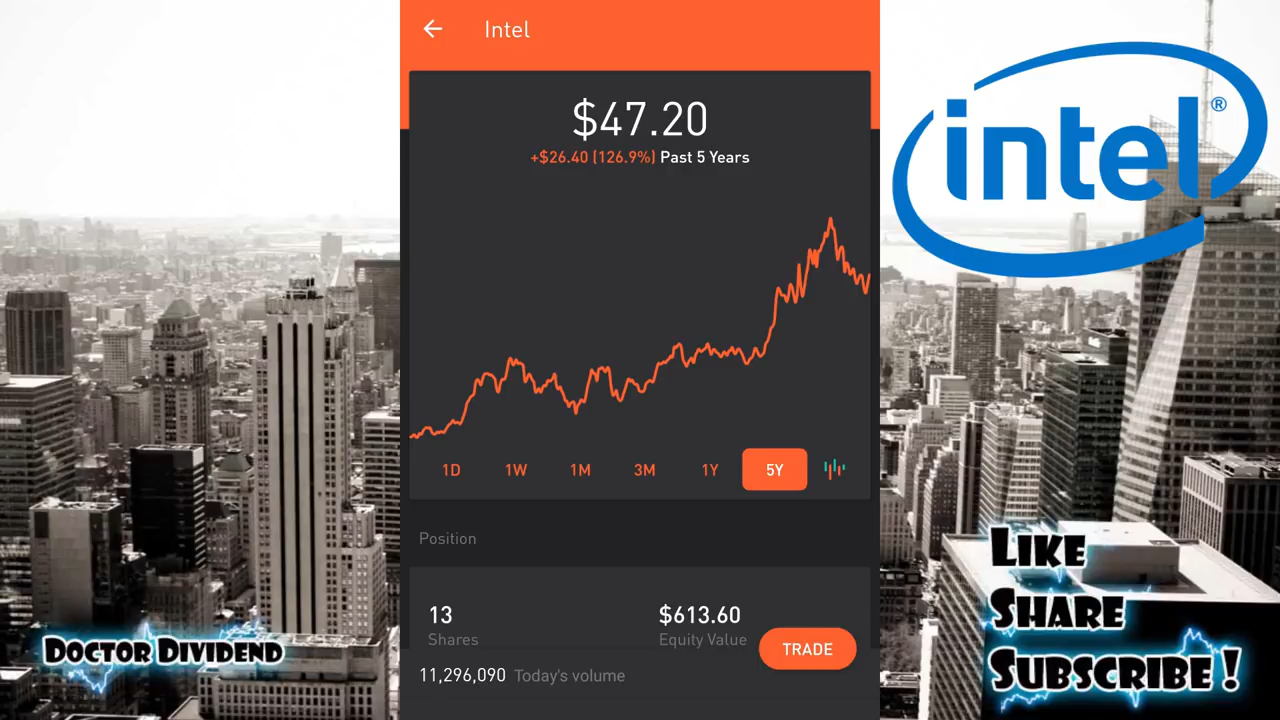 Intel
$47.20
+$26.40 (126.9%) Past 5 Years
intel®
1D 1W 1M 3M 1Y 5Y
Position
13
Shares
$613.60
Equity Value
TRADE
11,296,090 Today's volume
DOCTOR DIVIDEND
LIKE
SHARE
SUBSCRIBE !